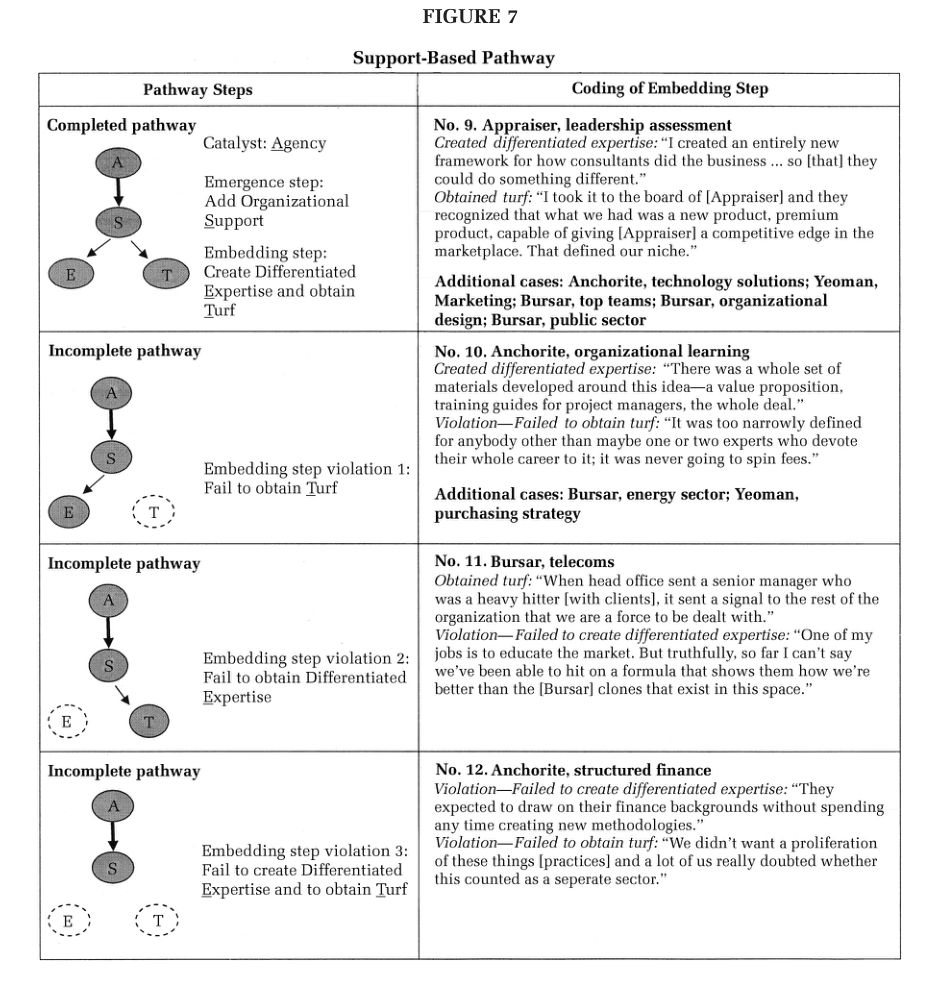 FIGURE 7
Support-Based Pathway
Pathway Steps
Coding of Embedding Step
Completed pathway
A
S
E
T
Catalyst: Agency
Emergence step:
Add Organizational
Support
Embedding step:
Create Differentiated
Expertise and obtain
Turf
No. 9. Appraiser, leadership assessment
Created differentiated expertise: “I created an entirely new
framework for how consultants did the business ... so [that] they
could do something different.”
Obtained turf: “I took it to the board of [Appraiser] and they
recognized that what we had was a new product, premium
product, capable of giving [Appraiser] a competitive edge in the
marketplace. That defined our niche.”
Additional cases: Anchorite, technology solutions; Yeoman,
Marketing; Bursar, top teams; Bursar, organizational
design; Bursar, public sector
Incomplete pathway
A
S
E
T
Embedding step violation 1:
Fail to obtain Turf
No. 10. Anchorite, organizational learning
Created differentiated expertise: “There was a whole set of
materials developed around this idea—a value proposition,
training guides for project managers, the whole deal.”
Violation—Failed to obtain turf: “It was too narrowly defined
for anybody other than maybe one or two experts who devote
their whole career to it; it was never going to spin fees.”
Additional cases: Bursar, energy sector; Yeoman,
purchasing strategy
Incomplete pathway
A
S
E
T
Embedding step violation 2:
Fail to obtain Differentiated
Expertise
No. 11. Bursar, telecoms
Obtained turf: “When head office sent a senior manager who
was a heavy hitter [with clients], it sent a signal to the rest of the
organization that we are a force to be dealt with.”
Violation—Failed to create differentiated expertise: “One of my
jobs is to educate the market. But truthfully, so far I can’t say
we’ve been able to hit on a formula that shows them how we’re
better than the [Bursar] clones that exist in this space.”
Incomplete pathway
A
S
E
T
Embedding step violation 3:
Fail to create Differentiated
Expertise and to obtain Turf
No. 12. Anchorite, structured finance
Violation—Failed to create differentiated expertise: “They
expected to draw on their finance backgrounds without spending
any time creating new methodologies.”
Violation—Failed to obtain turf: “We didn’t want a proliferation
of these things [practices] and a lot of us really doubted whether
this counted as a seperate sector.”